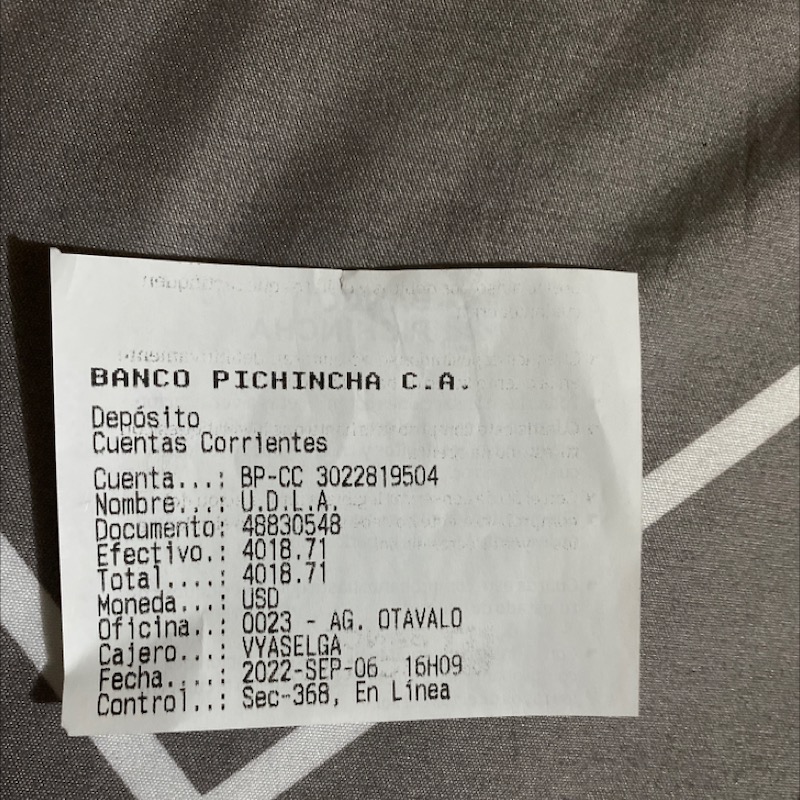 BANCO PICHINCHA C.A.
Depósito
Cuentas Corrientes
Cuenta...: BP-CC 3022819504
Nombre...: U.D.L.A.
Documento: 48830548
Efectivo.: 4018.71
Total....: 4018.71
Moneda...: USD
Oficina..: 0023 - AG. OTAVALO
Cajero...: VYASELGA
Fecha....: 2022-SEP-06 16H09
Control..: Sec-368, En Línea